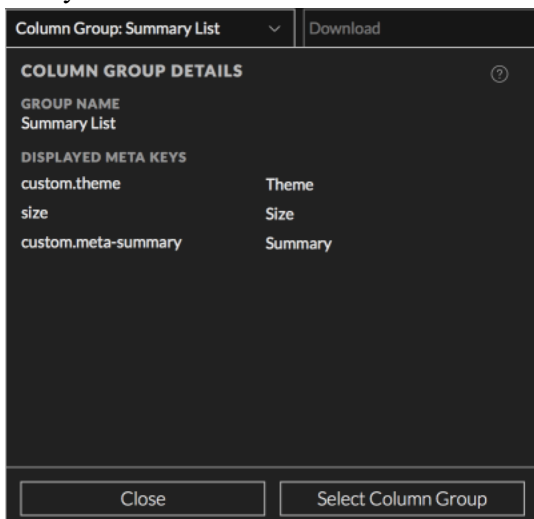 Column Group: Summary List
Download
COLUMN GROUP DETAILS
GROUP NAME
Summary List
DISPLAYED META KEYS
custom.theme Theme
size Size
custom.meta-summary Summary
Close
Select Column Group